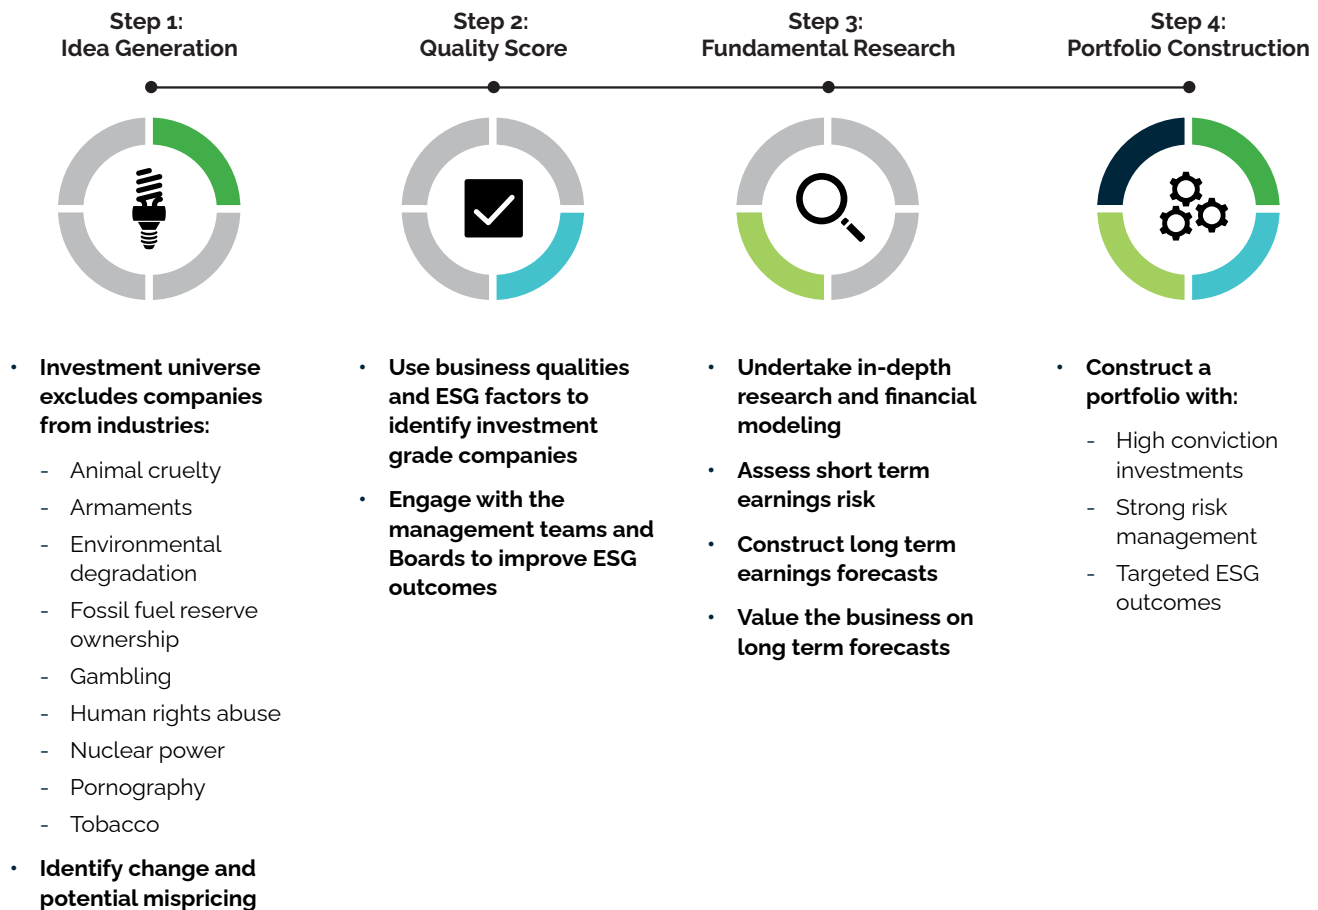 Step 1:
Idea Generation
Step 2:
Quality Score
Step 3:
Fundamental Research
Step 4:
Portfolio Construction
• Investment universe
excludes companies
from industries:
- Animal cruelty
- Armaments
- Environmental
degradation
- Fossil fuel reserve
ownership
- Gambling
- Human rights abuse
- Nuclear power
- Pornography
- Tobacco
• Identify change and
potential mispricing
• Use business qualities
and ESG factors to
identify investment
grade companies
• Engage with the
management teams and
Boards to improve ESG
outcomes
• Undertake in-depth
research and financial
modeling
• Assess short term
earnings risk
• Construct long term
earnings forecasts
• Value the business on
long term forecasts
• Construct a
portfolio with:
- High conviction
investments
- Strong risk
management
- Targeted ESG
outcomes